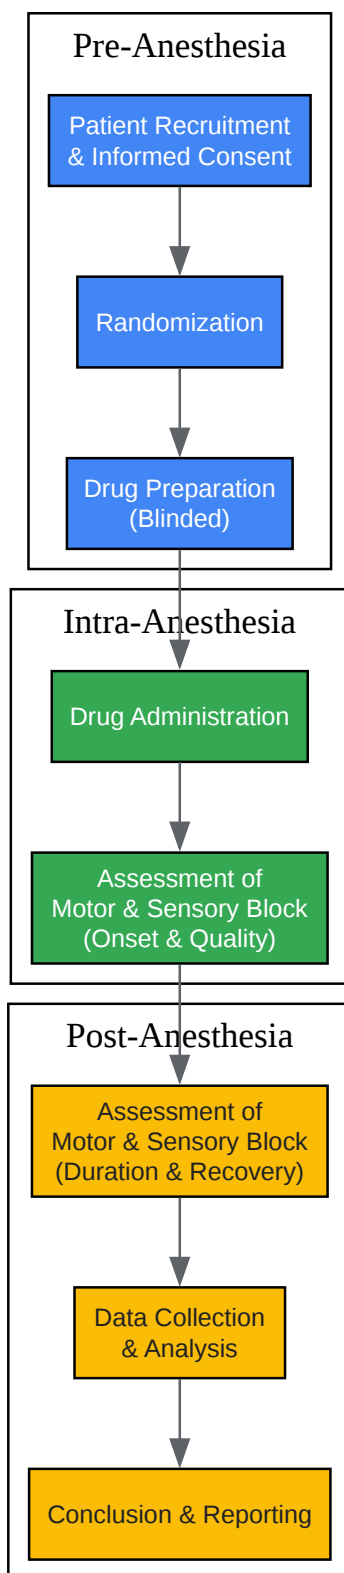 Pre-Anesthesia
Patient Recruitment
& Informed Consent
Randomization
Drug Preparation
(Blinded)
Intra-Anesthesia
Drug Administration
Assessment of
Motor & Sensory Block
(Onset & Quality)
Post-Anesthesia
Assessment of
Motor & Sensory Block
(Duration & Recovery)
Data Collection
& Analysis
Conclusion & Reporting